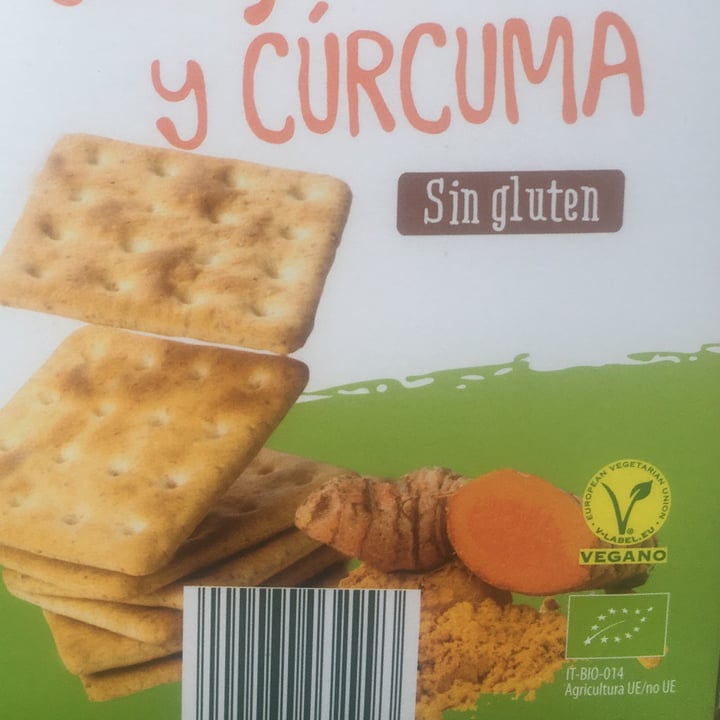 y CÚRCUMA
Sin gluten
EUROPEAN VEGETARIAN UNION
V-LABEL.EU
VEGANO
IT-BIO-014
Agricultura UE/no UE